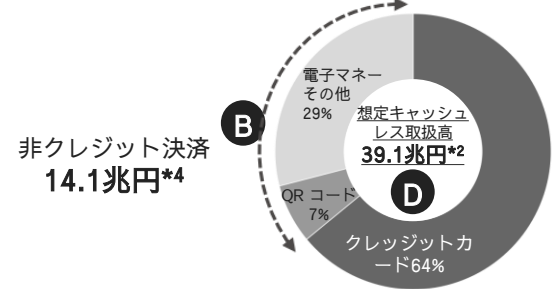 電子マネー
その他
29%
B
想定キャッシュ
レス取扱高
39.1兆円*2
D
非クレジット決済
14.1兆円*4
QR コード
7%
クレッジットカ
ード64%